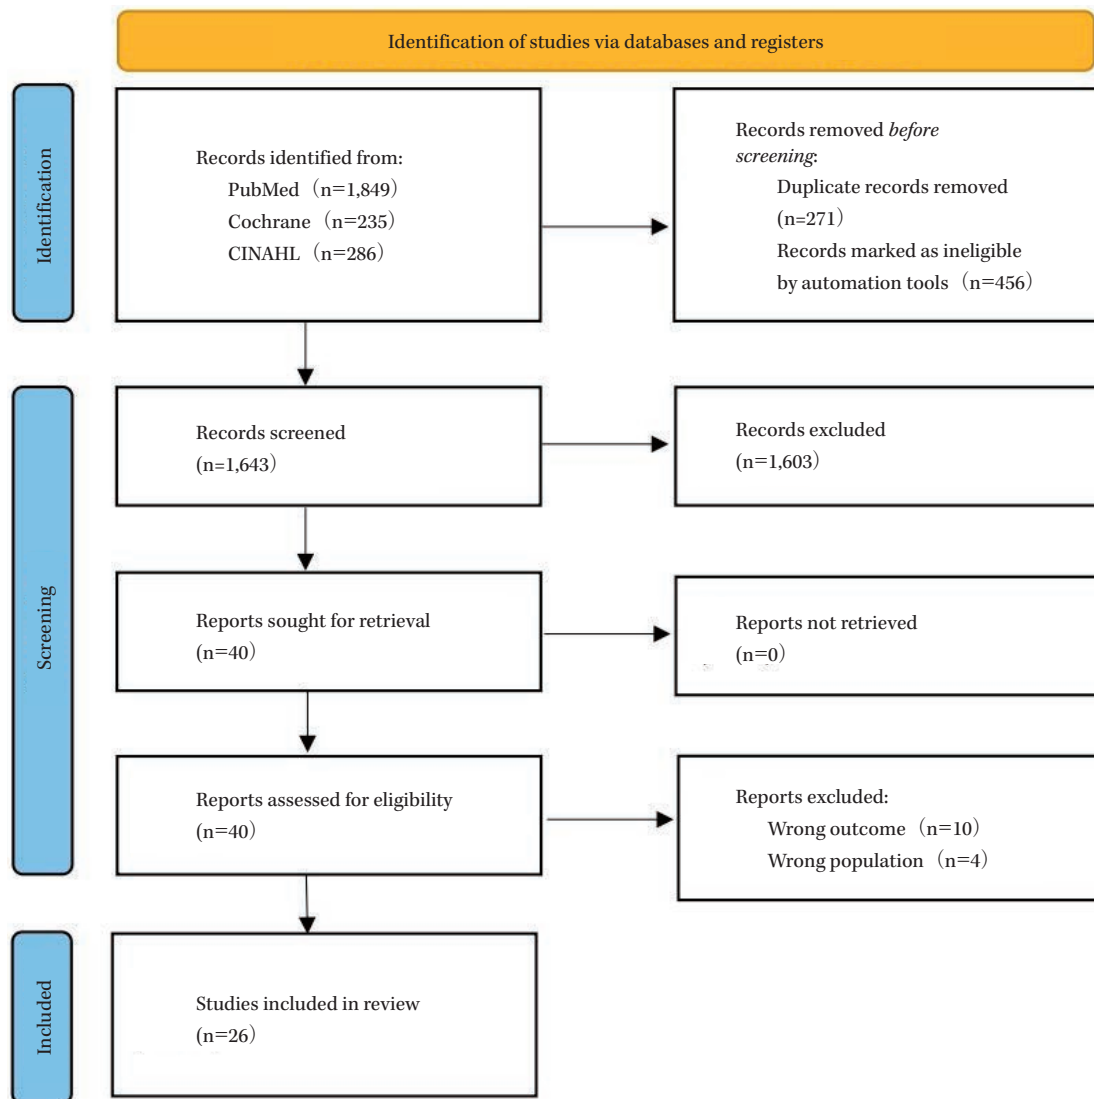 Identification of studies via databases and registers
Identification
Records identified from:
PubMed（n=1,849）
Cochrane（n=235）
CINAHL（n=286）
Records removed before
screening:
Duplicate records removed
(n=271）
Records marked as ineligible
by automation tools（n=456）
Screening
Records screened
(n=1,643）
Records excluded
(n=1,603）
Reports sought for retrieval
(n=40）
Reports not retrieved
(n=0）
Reports assessed for eligibility
(n=40）
Reports excluded:
Wrong outcome（n=10）
Wrong population（n=4）
Included
Studies included in review
(n=26）